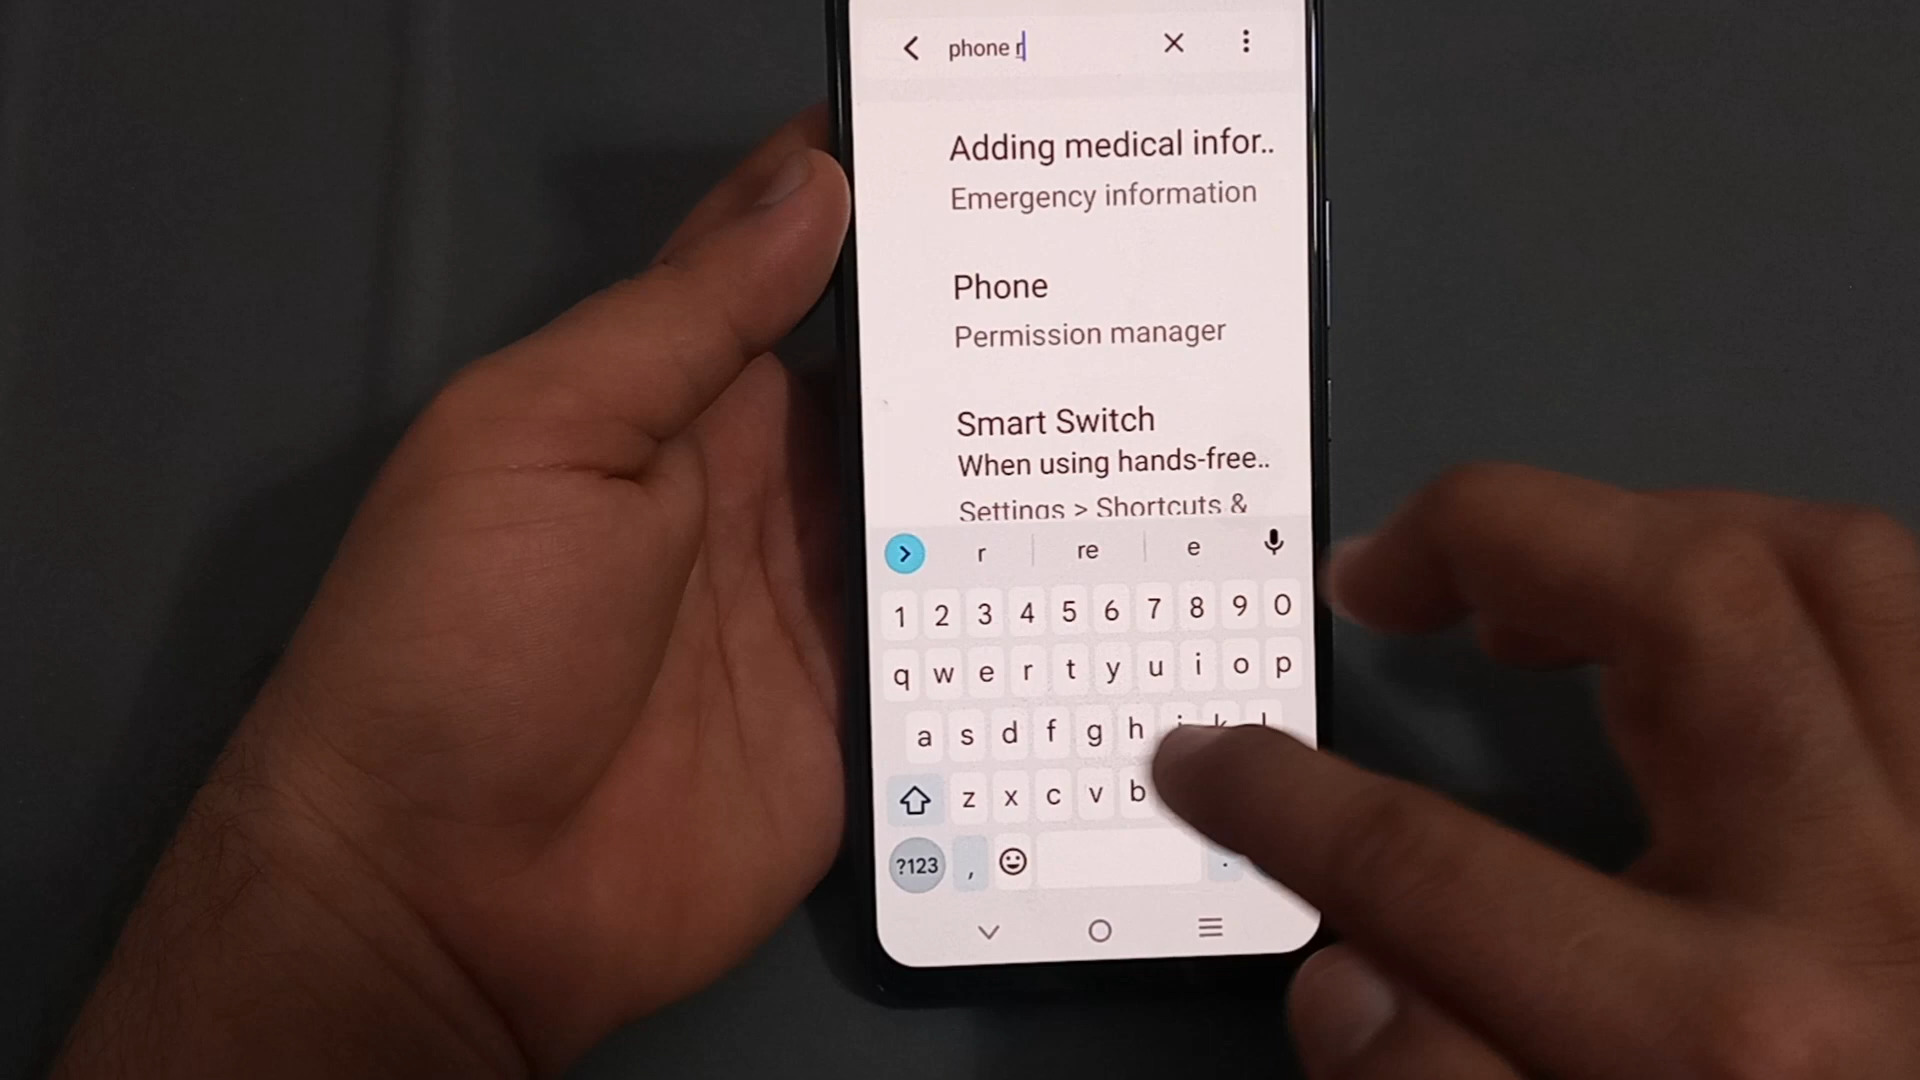 phone r
Adding medical infor..
Emergency information
Phone
Permission manager
Smart Switch
When using hands-free..
Settings > Shortcuts &
r re e
1 2 3 4 5 6 7 8 9 0
q w e r t y u i o p
a s d f g h j k l
z x c v b
?123 , .